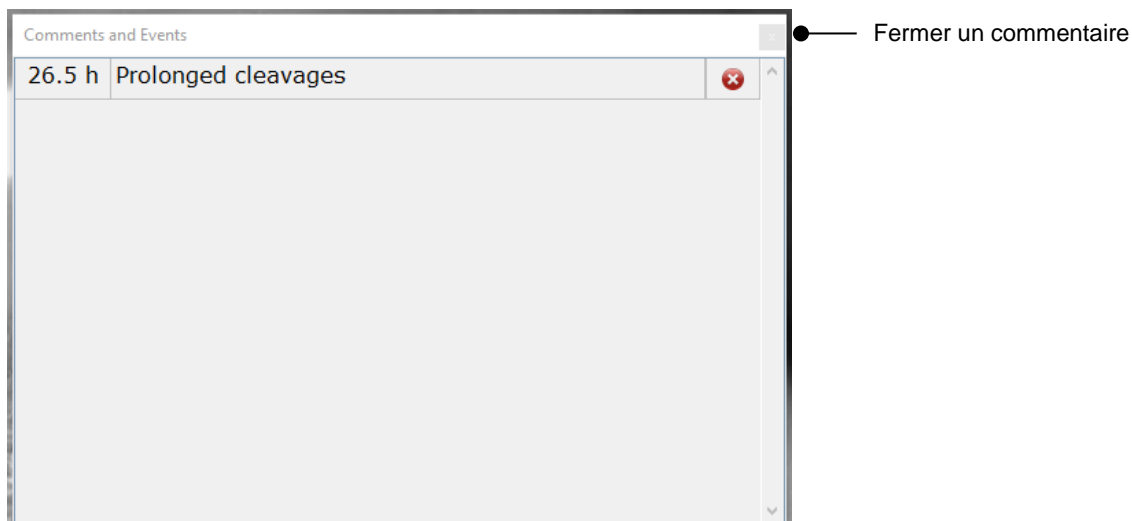 Comments and Events
Fermer un commentaire
26.5 h Prolonged cleavages